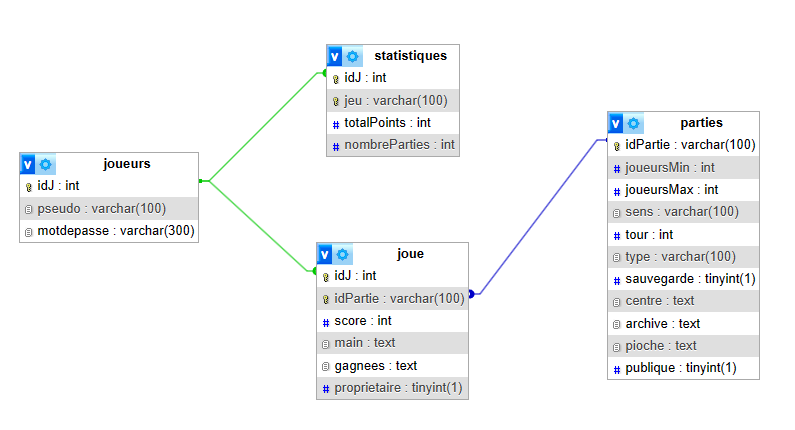 v statistiques
idJ : int
jeu : varchar(100)
# totalPoints : int
# nombreParties : int
v joueurs
idJ : int
pseudo : varchar(100)
motdepasse : varchar(300)
v joue
idJ : int
idPartie : varchar(100)
# score : int
main : text
gagnees : text
# proprietaire : tinyint(1)
v parties
idPartie : varchar(100)
# joueursMin : int
# joueursMax : int
sens : varchar(100)
# tour : int
type : varchar(100)
# sauvegarde : tinyint(1)
centre : text
archive : text
pioche : text
# publique : tinyint(1)